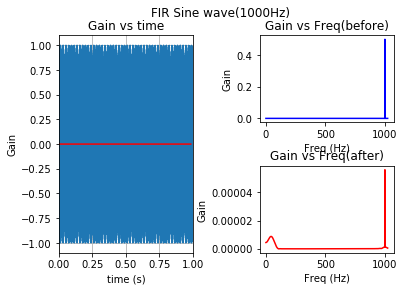 FIR Sine wave(1000Hz)
Gain vs time
Gain
1.00
0.75
0.50
0.25
0.00
−0.25
−0.50
−0.75
−1.00
0.00 0.25 0.50 0.75 1.00
time (s)
Gain vs Freq(before)
Gain
0.4
0.2
0.0
0 500 1000
Freq (Hz)
Gain vs Freq(after)
Gain
0.00004
0.00002
0.00000
0 500 1000
Freq (Hz)